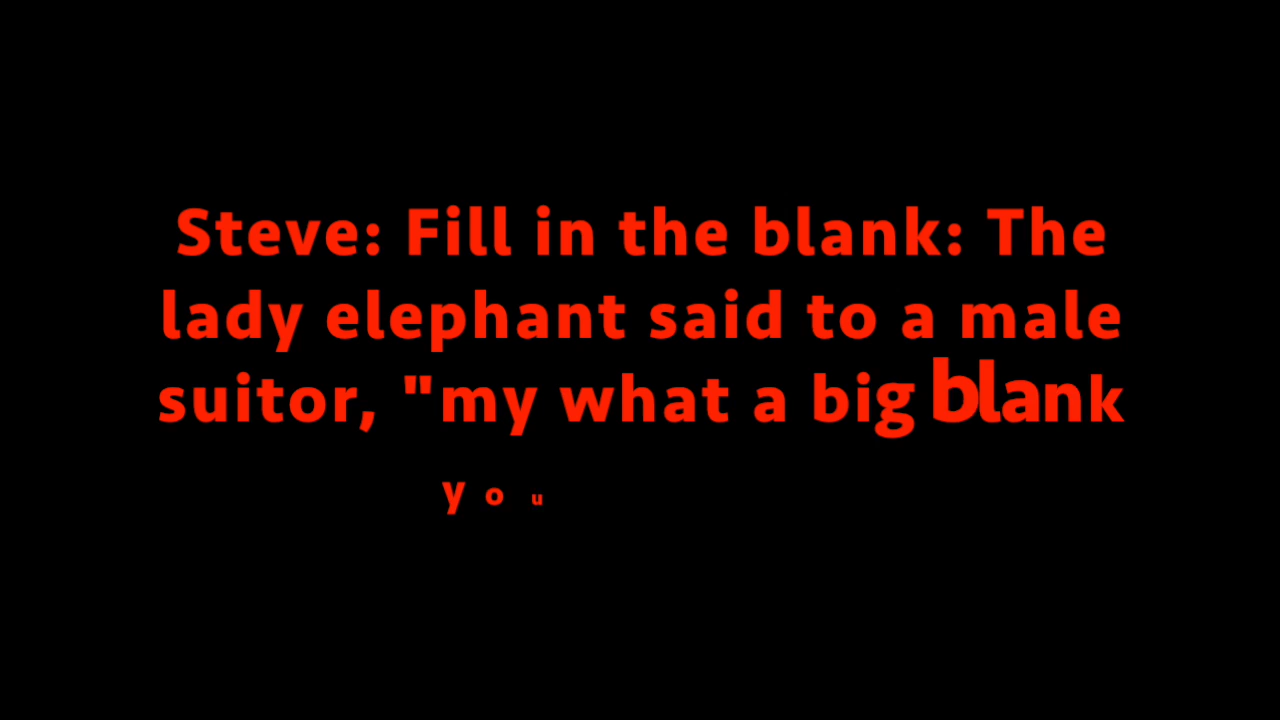 Steve: Fill in the blank: The
lady elephant said to a male
suitor, "my what a big blank
you